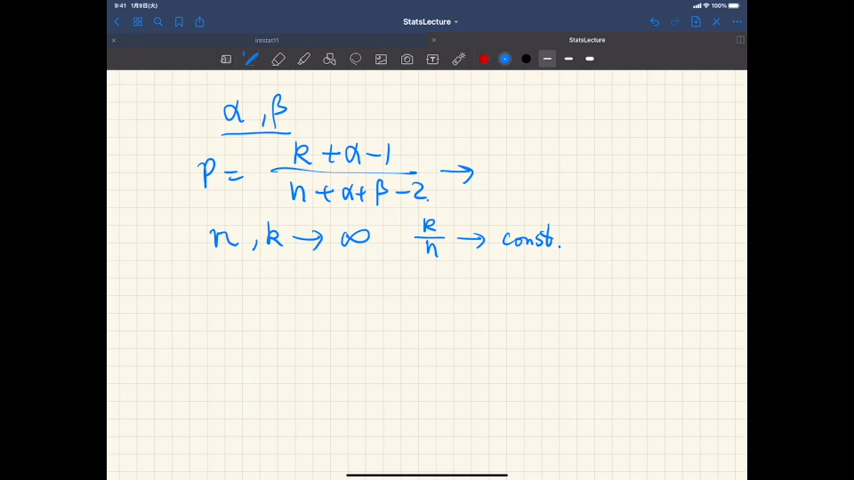 9:41 1月9日(火)
100%
StatsLecture
intstat11
StatsLecture
α, β
P = (k + α − 1) / (n + α + β − 2) →
n, k → ∞ k/n → const.